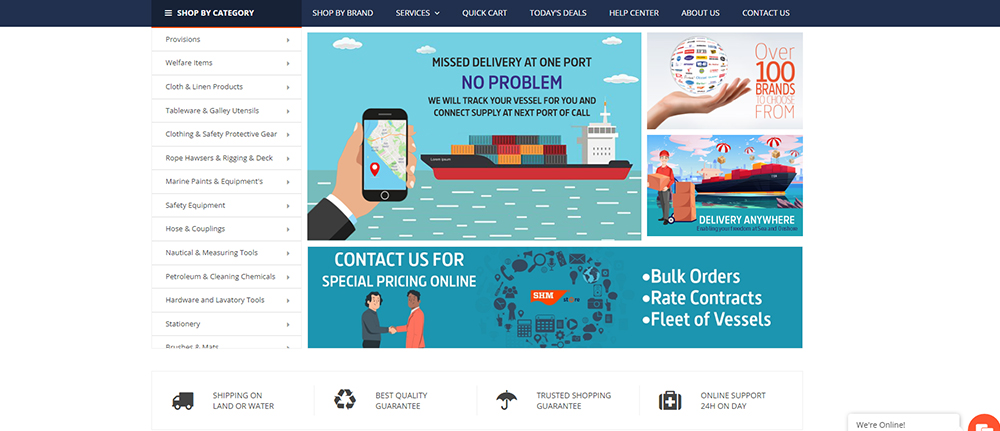 SHOP BY CATEGORY
SHOP BY BRAND
SERVICES
QUICK CART
TODAY'S DEALS
HELP CENTER
ABOUT US
CONTACT US
Provisions
Welfare Items
Cloth & Linen Products
Tableware & Galley Utensils
Clothing & Safety Protective Gear
Rope Hawsers & Rigging & Deck
Marine Paints & Equipment's
Safety Equipment
Hose & Couplings
Nautical & Measuring Tools
Petroleum & Cleaning Chemicals
Hardware and Lavatory Tools
Stationery
Brushes & Mats
MISSED DELIVERY AT ONE PORT
NO PROBLEM
WE WILL TRACK YOUR VESSEL FOR YOU AND
CONNECT SUPPLY AT NEXT PORT OF CALL
Lorem ipsum
Over
100
BRANDS
TO CHOOSE
FROM
DELIVERY ANYWHERE
Enabling your Freedom at Sea and Onshore
CONTACT US FOR
SPECIAL PRICING ONLINE
SHM
store
•Bulk Orders
•Rate Contracts
•Fleet of Vessels
SHIPPING ON
LAND OR WATER
BEST QUALITY
GUARANTEE
TRUSTED SHOPPING
GUARANTEE
ONLINE SUPPORT
24H ON DAY
We're Online!